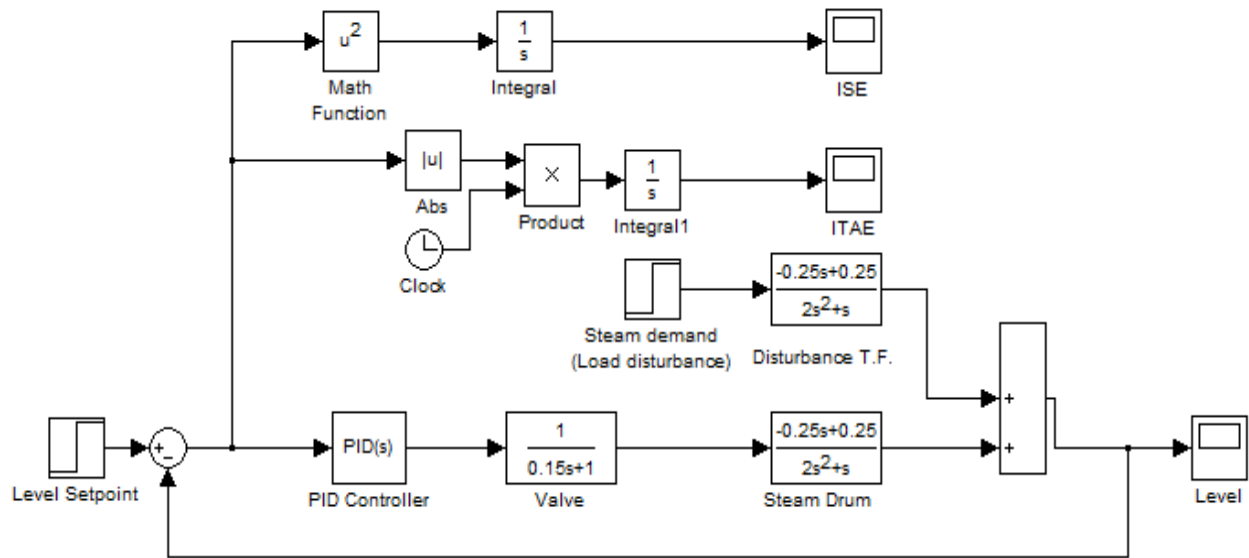 u²
Math
Function
1
s
Integral
ISE
|u|
Abs
×
Product
1
s
Integral1
ITAE
Clock
Steam demand
(Load disturbance)
-0.25s+0.25
2s²+s
Disturbance T.F.
+
+
Level Setpoint
+
−
PID(s)
PID Controller
1
0.15s+1
Valve
-0.25s+0.25
2s²+s
Steam Drum
Level